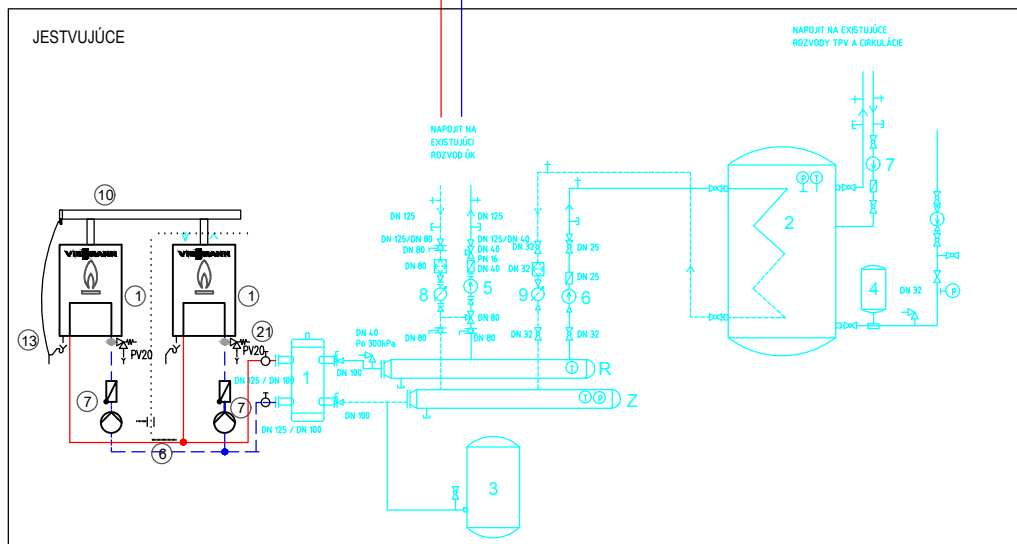 JESTVUJÚCE
NAPOJIT NA EXISTUJÚCE
ROZVODY TPV A CIRKULÁCIE
NAPOJIT NA
EXISTUJÚCI
ROZVOD ÚK
10
VIESSMANN
VIESSMANN
1
1
13
21
PV20
PV20
7
7
6
DN 125
DN 125
DN 125/DN 80
DN 80
DN 125/DN 40
DN 40
PN 16
DN 40
DN 80
8
5
DN 80
DN 80
DN 80
DN 32
DN 32
DN 25
DN 25
9
6
DN 32
DN 32
P
T
2
7
4
DN 32
P
DN 40
Po 300kPa
1
DN 125 / DN 100
DN 125 / DN 100
DN 100
DN 100
T
R
T
P
Z
3